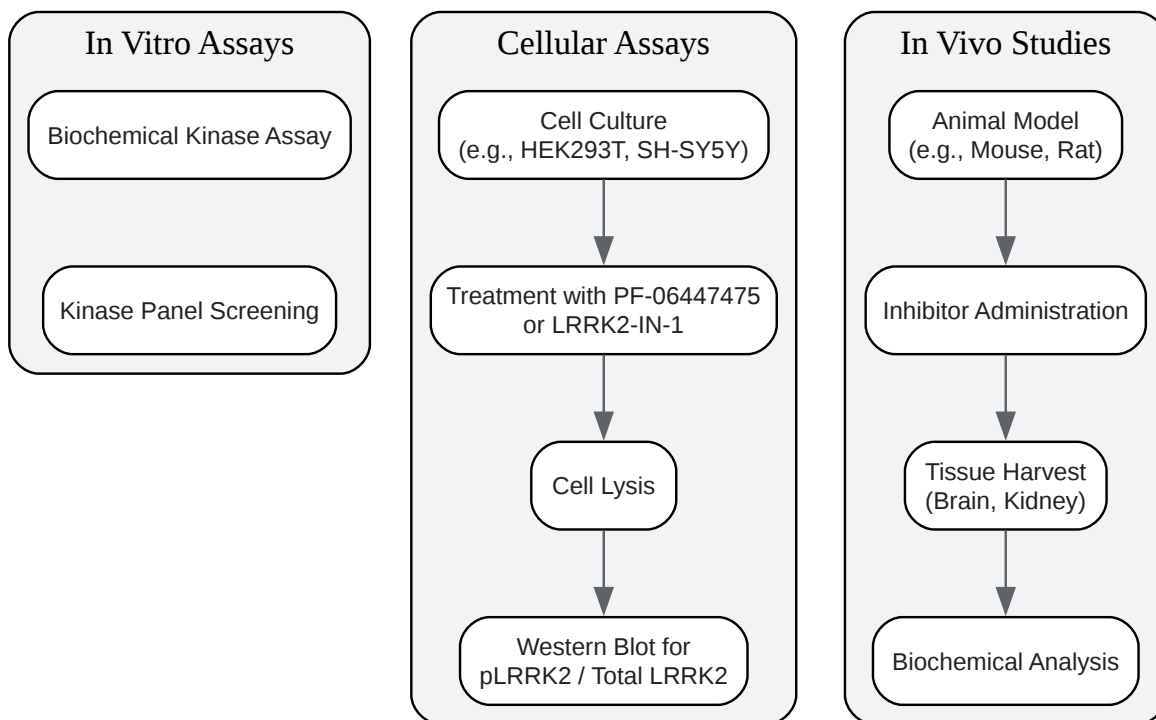 In Vitro Assays
Biochemical Kinase Assay
Kinase Panel Screening
Cellular Assays
Cell Culture
(e.g., HEK293T, SH-SY5Y)
Treatment with PF-06447475
or LRRK2-IN-1
Cell Lysis
Western Blot for
pLRRK2 / Total LRRK2
In Vivo Studies
Animal Model
(e.g., Mouse, Rat)
Inhibitor Administration
Tissue Harvest
(Brain, Kidney)
Biochemical Analysis